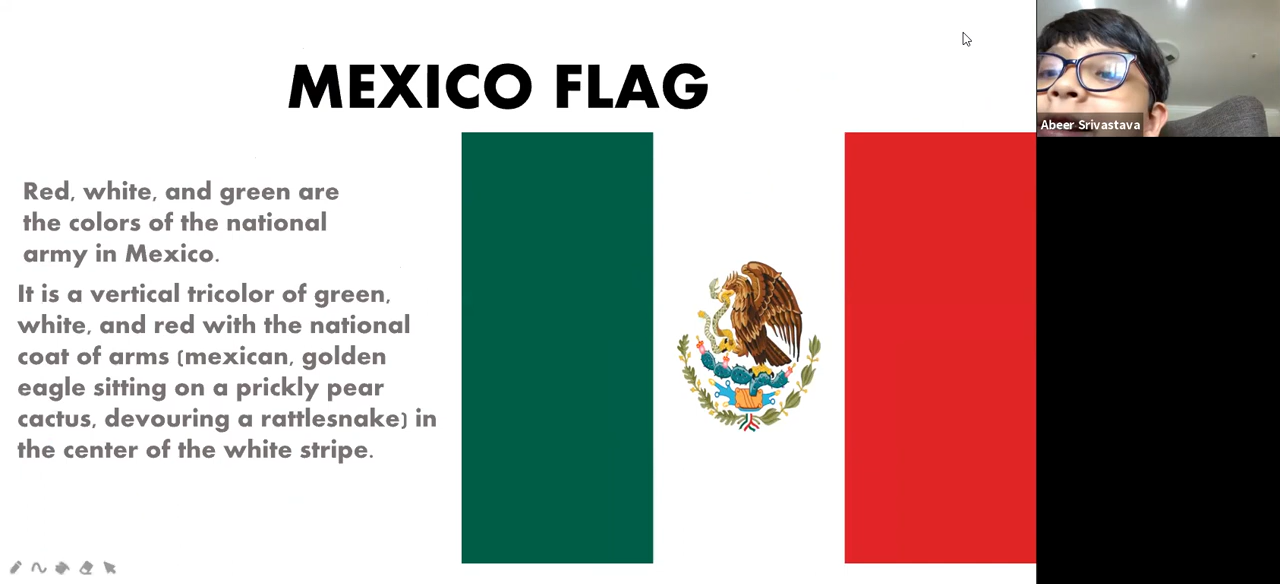 MEXICO FLAG
Abeer Srivastava
Red, white, and green are
the colors of the national
army in Mexico.
It is a vertical tricolor of green,
white, and red with the national
coat of arms (mexican, golden
eagle sitting on a prickly pear
cactus, devouring a rattlesnake) in
the center of the white stripe.